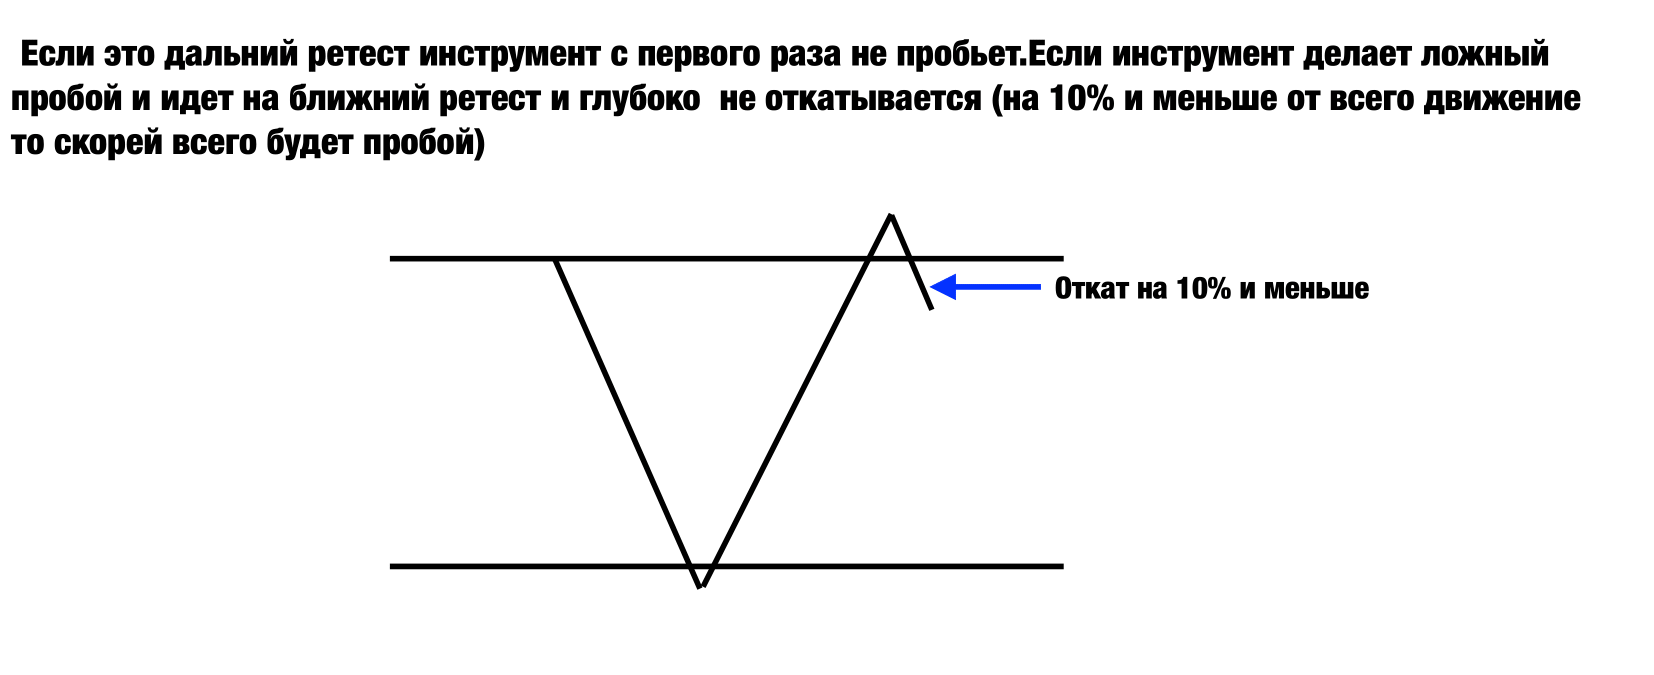 Если это дальний ретест инструмент с первого раза не пробьет.Если инструмент делает ложный
пробой и идет на ближний ретест и глубоко  не откатывается (на 10% и меньше от всего движение
то скорей всего будет пробой)
Откат на 10% и меньше